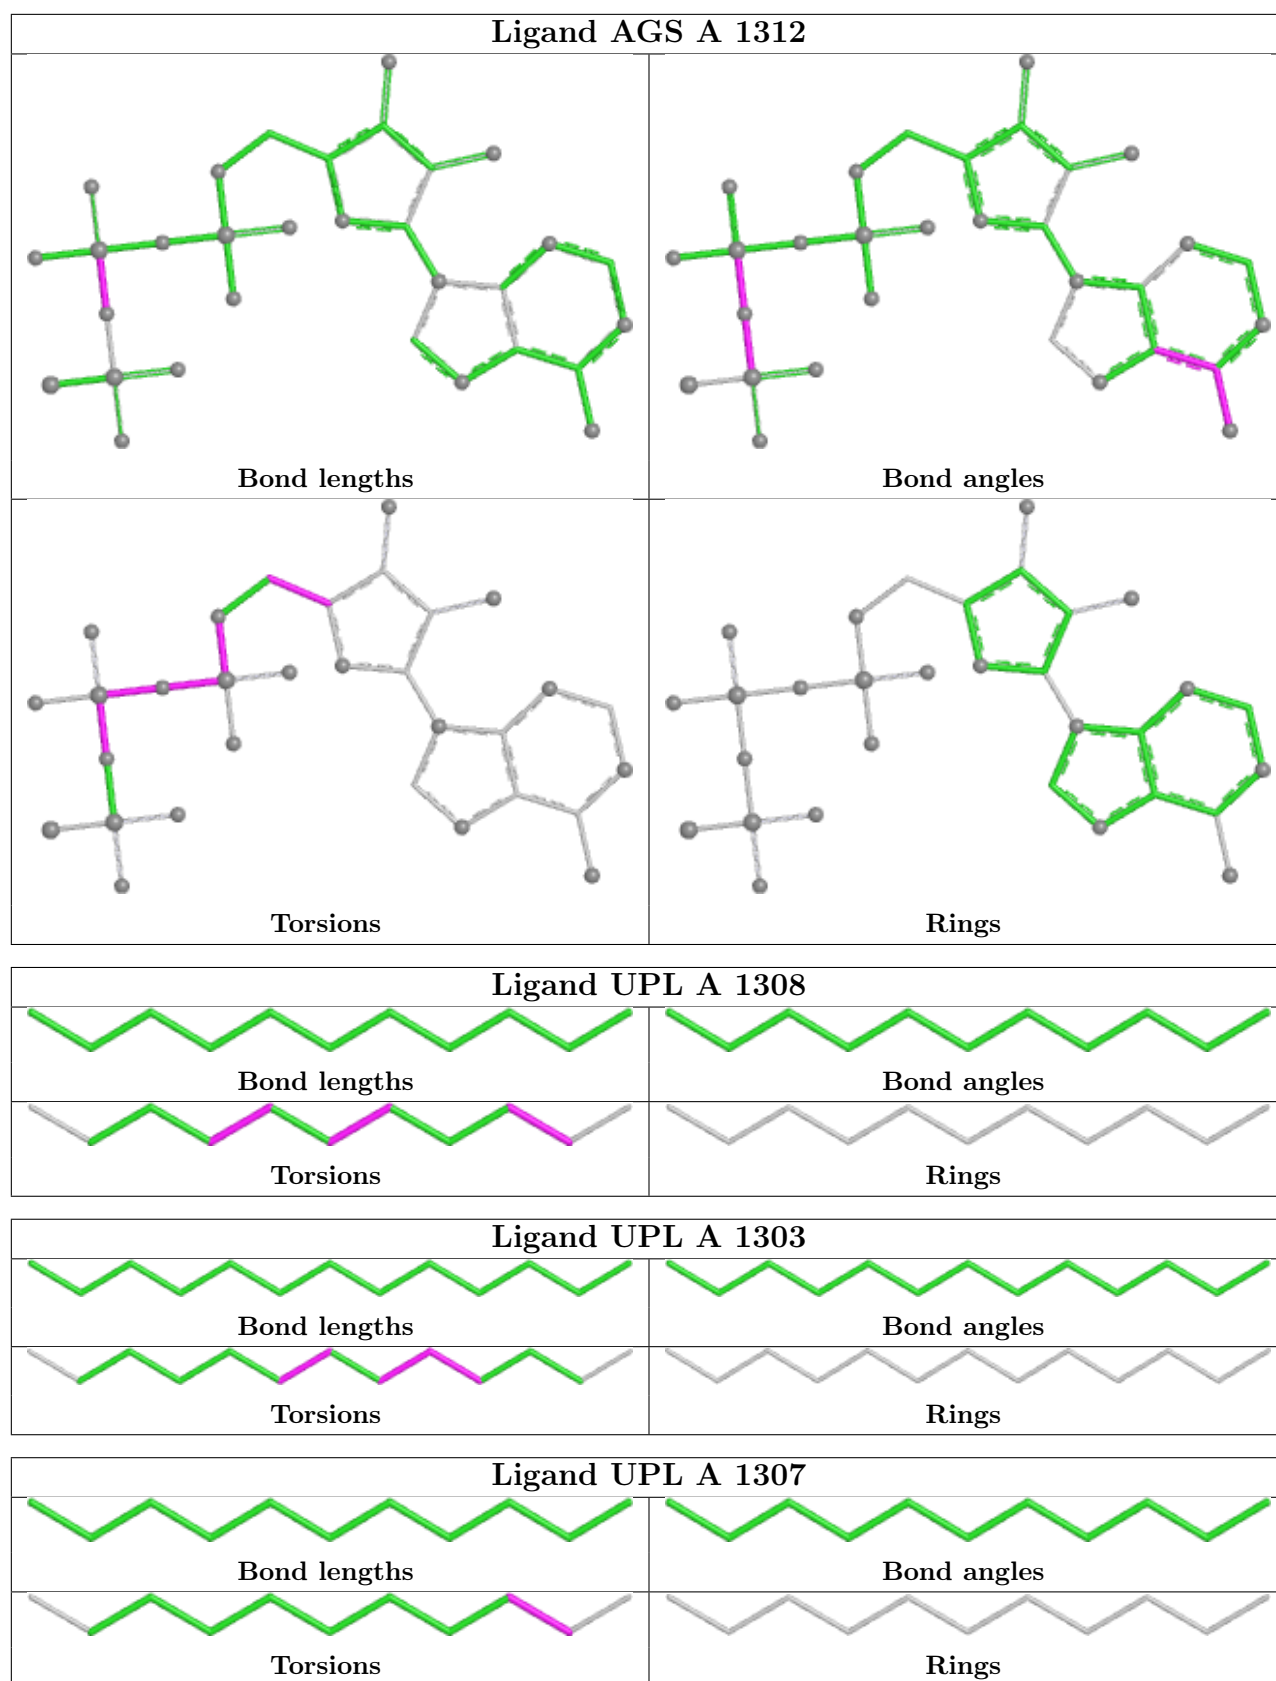 Ligand AGS A 1312
Bond lengths
Bond angles
Torsions
Rings
Ligand UPL A 1308
Bond lengths
Bond angles
Torsions
Rings
Ligand UPL A 1303
Bond lengths
Bond angles
Torsions
Rings
Ligand UPL A 1307
Bond lengths
Bond angles
Torsions
Rings